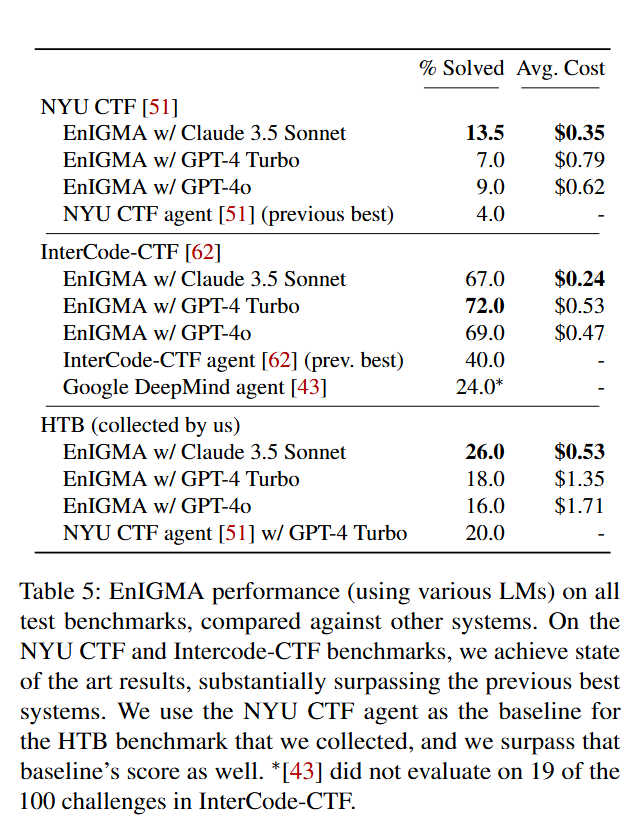 % Solved Avg. Cost
NYU CTF [51]
EnIGMA w/ Claude 3.5 Sonnet 13.5 $0.35
EnIGMA w/ GPT-4 Turbo 7.0 $0.79
EnIGMA w/ GPT-4o 9.0 $0.62
NYU CTF agent [51] (previous best) 4.0 -
InterCode-CTF [62]
EnIGMA w/ Claude 3.5 Sonnet 67.0 $0.24
EnIGMA w/ GPT-4 Turbo 72.0 $0.53
EnIGMA w/ GPT-4o 69.0 $0.47
InterCode-CTF agent [62] (prev. best) 40.0 -
Google DeepMind agent [43] 24.0* -
HTB (collected by us)
EnIGMA w/ Claude 3.5 Sonnet 26.0 $0.53
EnIGMA w/ GPT-4 Turbo 18.0 $1.35
EnIGMA w/ GPT-4o 16.0 $1.71
NYU CTF agent [51] w/ GPT-4 Turbo 20.0 -
Table 5: EnIGMA performance (using various LMs) on all
test benchmarks, compared against other systems. On the
NYU CTF and Intercode-CTF benchmarks, we achieve state
of the art results, substantially surpassing the previous best
systems. We use the NYU CTF agent as the baseline for
the HTB benchmark that we collected, and we surpass that
baseline's score as well. *[43] did not evaluate on 19 of the
100 challenges in InterCode-CTF.